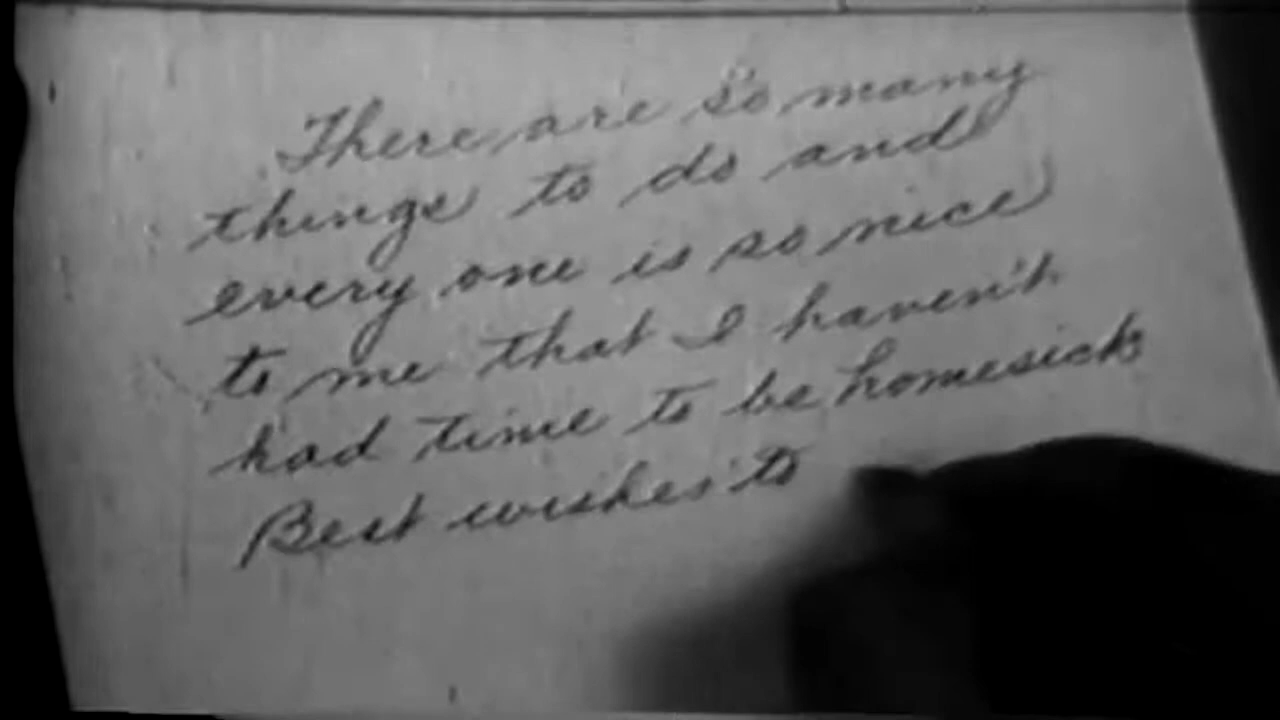 There are so many
things to do and
every one is so nice
to me that I haven't
had time to be homesick
Best wishes to